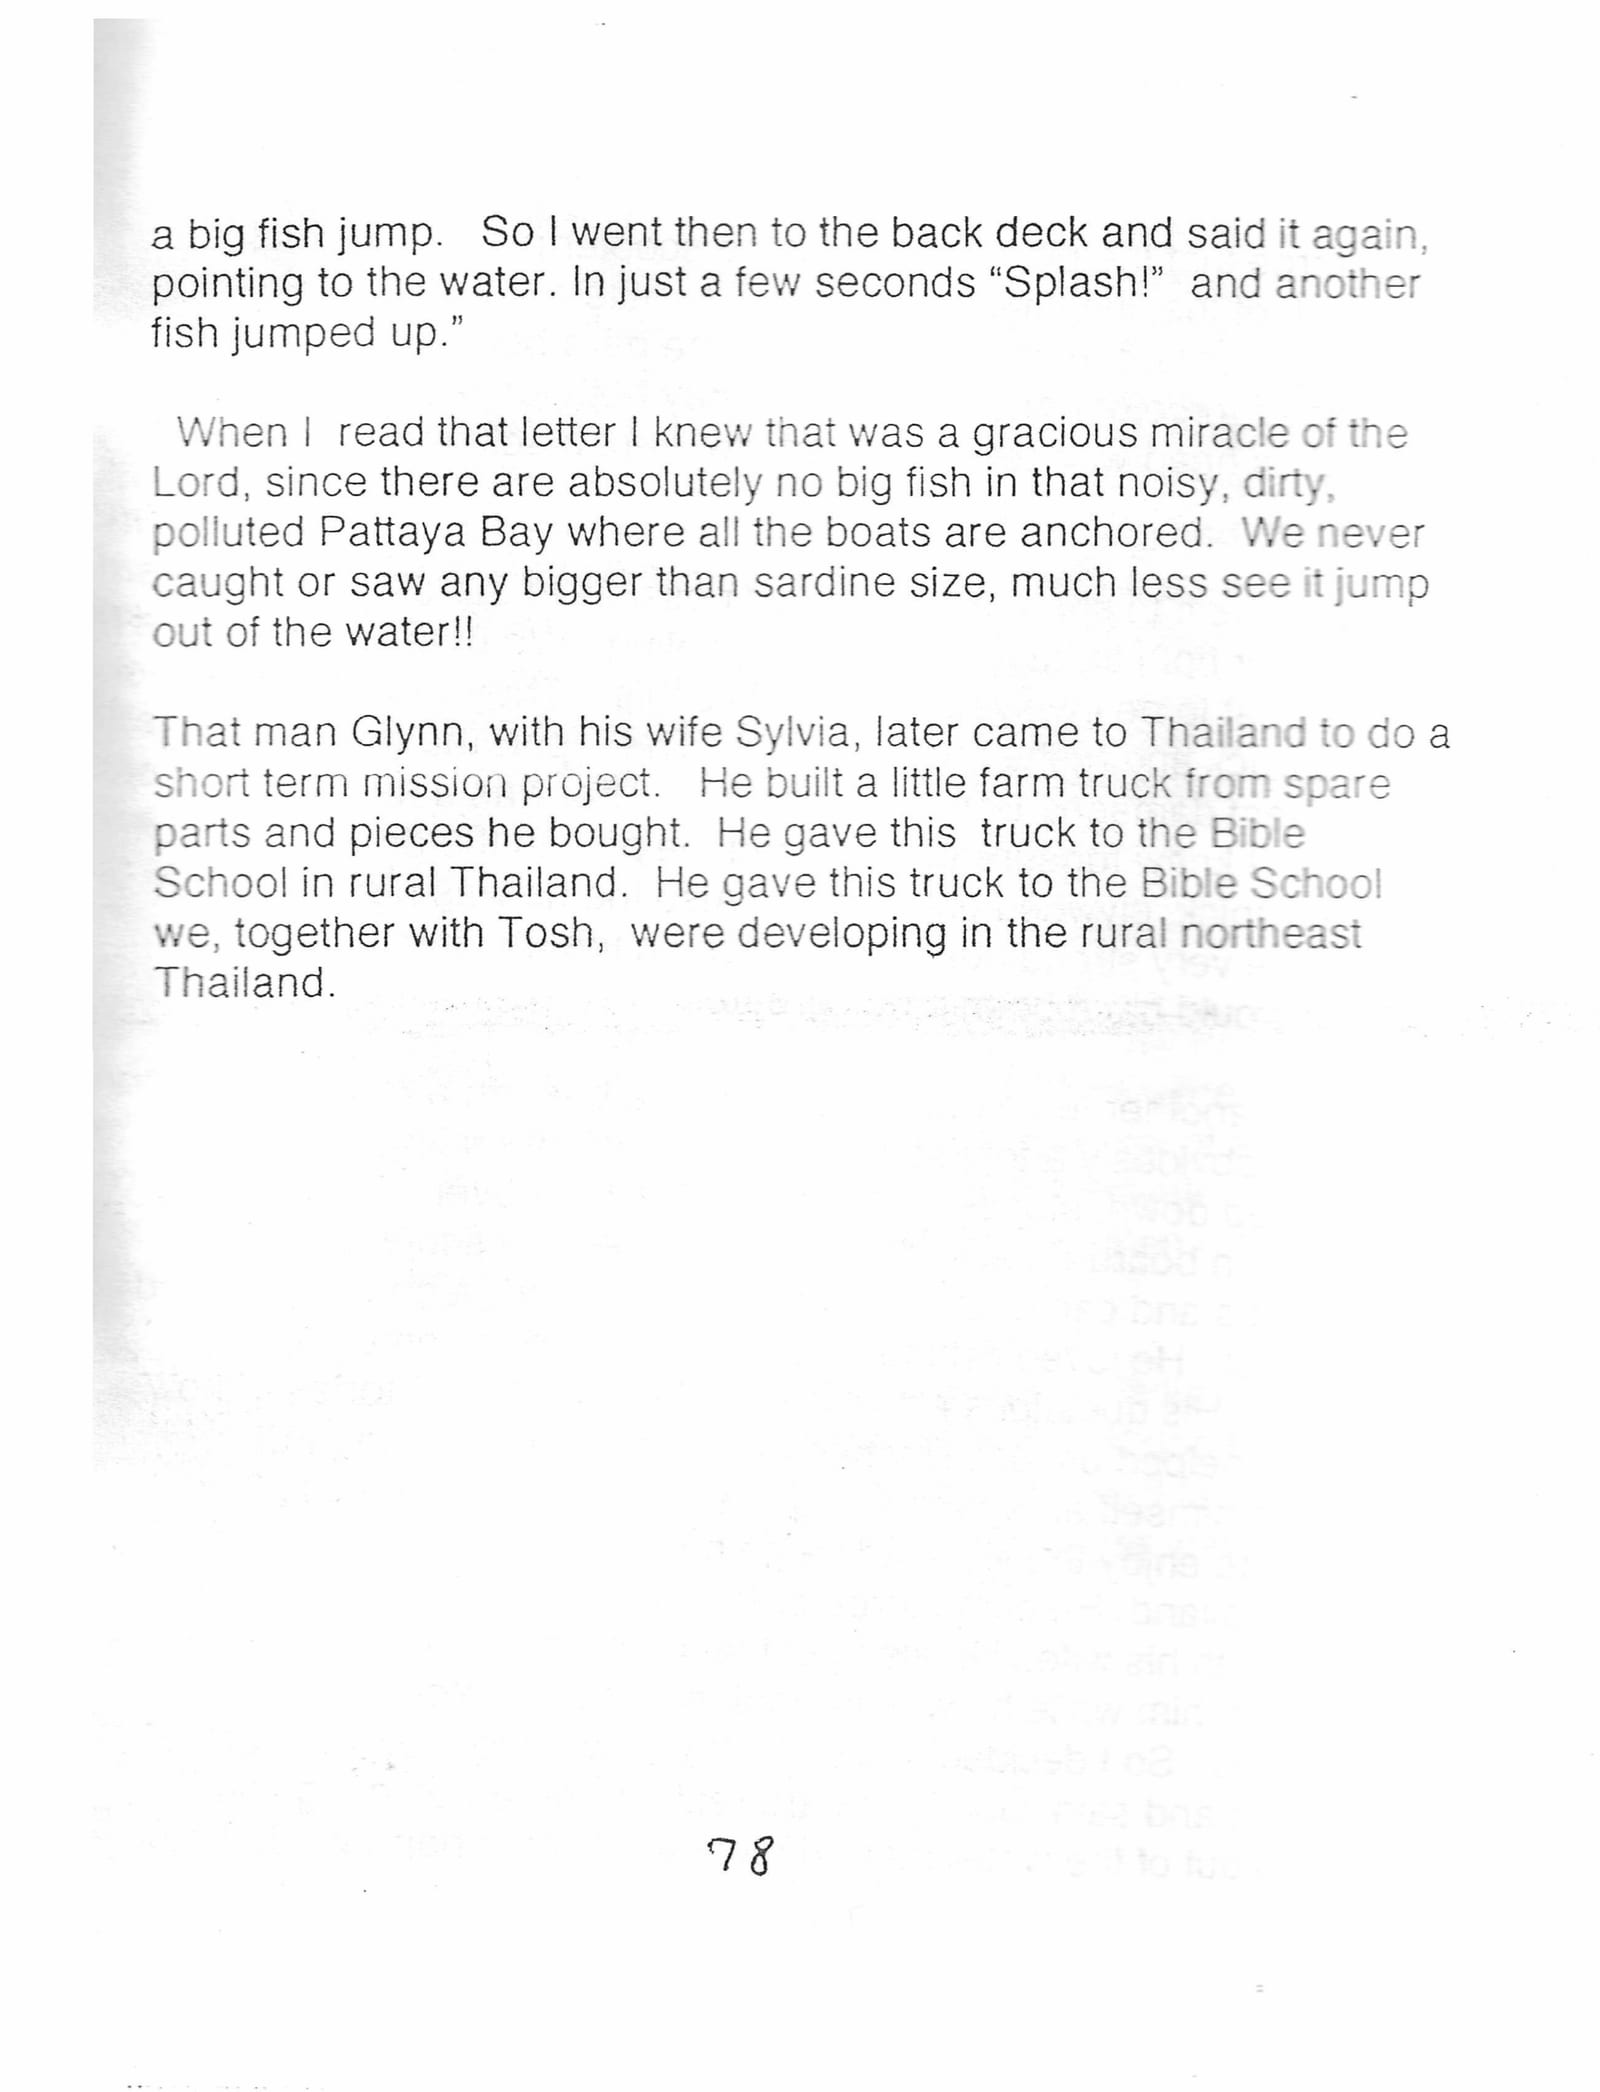 a big fish jump.   So I went then to the back deck and said it again,
pointing to the water. In just a few seconds “Splash!”  and another
fish jumped up.”
When I  read that letter I knew that was a gracious miracle of the
Lord, since there are absolutely no big fish in that noisy, dirty,
polluted Pattaya Bay where all the boats are anchored.  We never
caught or saw any bigger than sardine size, much less see it jump
out of the water!!
That man Glynn, with his wife Sylvia, later came to Thailand to do a
short term mission project.   He built a little farm truck from spare
parts and pieces he bought.  He gave this  truck to the Bible
School in rural Thailand.  He gave this truck to the Bible School
we, together with Tosh,  were developing in the rural northeast
Thailand.
78